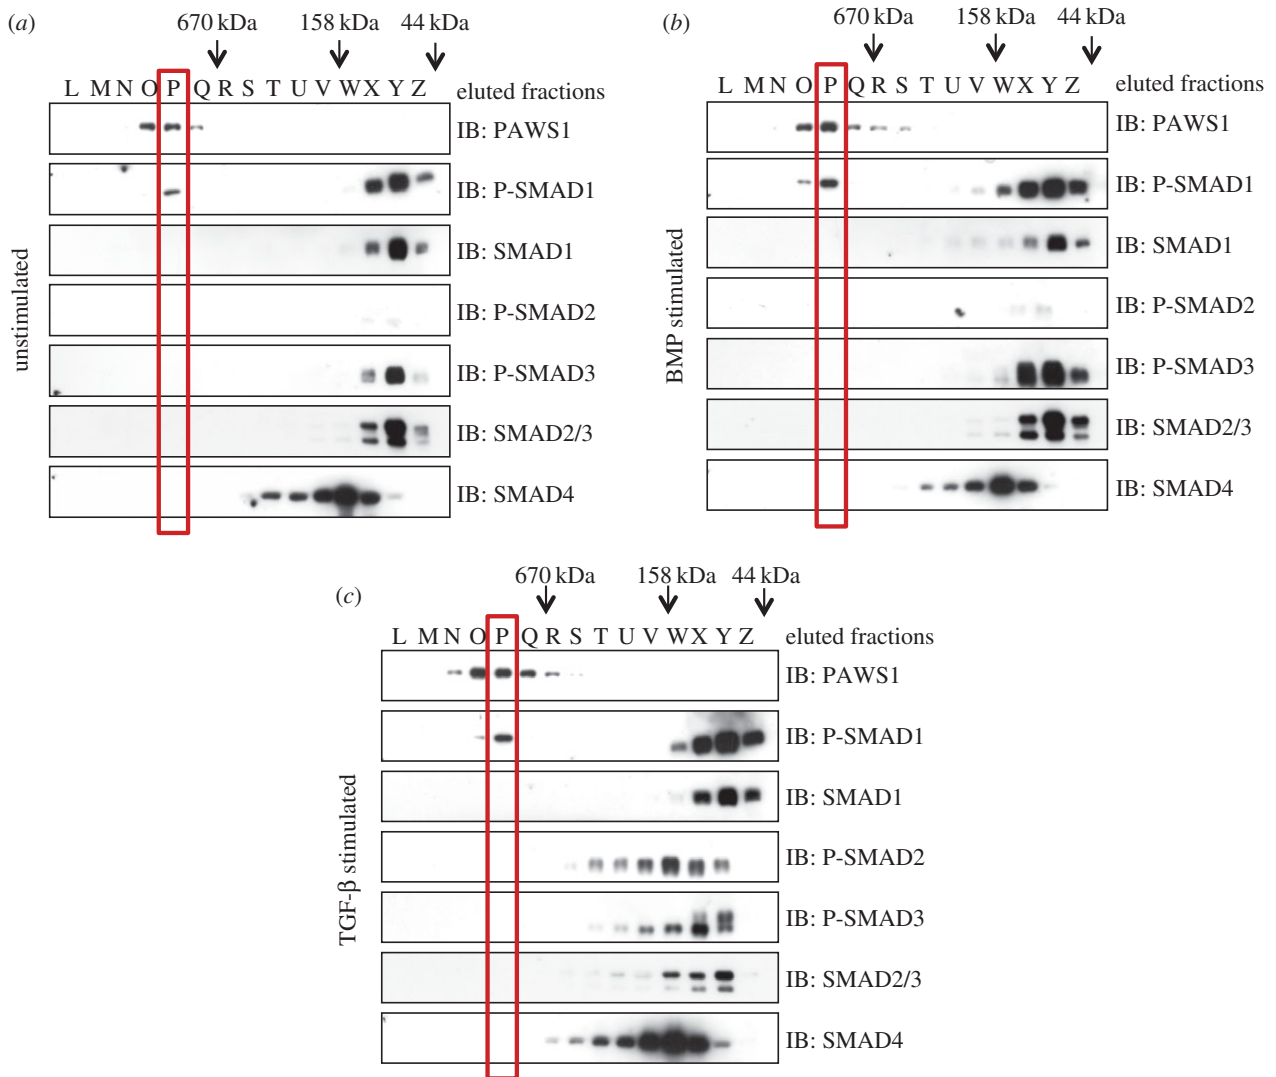 (a)
670 kDa 158 kDa 44 kDa
L M N O P Q R S T U V W X Y Z eluted fractions
IB: PAWS1
IB: P-SMAD1
IB: SMAD1
IB: P-SMAD2
IB: P-SMAD3
IB: SMAD2/3
IB: SMAD4
unstimulated
(b)
670 kDa 158 kDa 44 kDa
L M N O P Q R S T U V W X Y Z eluted fractions
IB: PAWS1
IB: P-SMAD1
IB: SMAD1
IB: P-SMAD2
IB: P-SMAD3
IB: SMAD2/3
IB: SMAD4
BMP stimulated
(c)
670 kDa 158 kDa 44 kDa
L M N O P Q R S T U V W X Y Z eluted fractions
IB: PAWS1
IB: P-SMAD1
IB: SMAD1
IB: P-SMAD2
IB: P-SMAD3
IB: SMAD2/3
IB: SMAD4
TGF-β stimulated